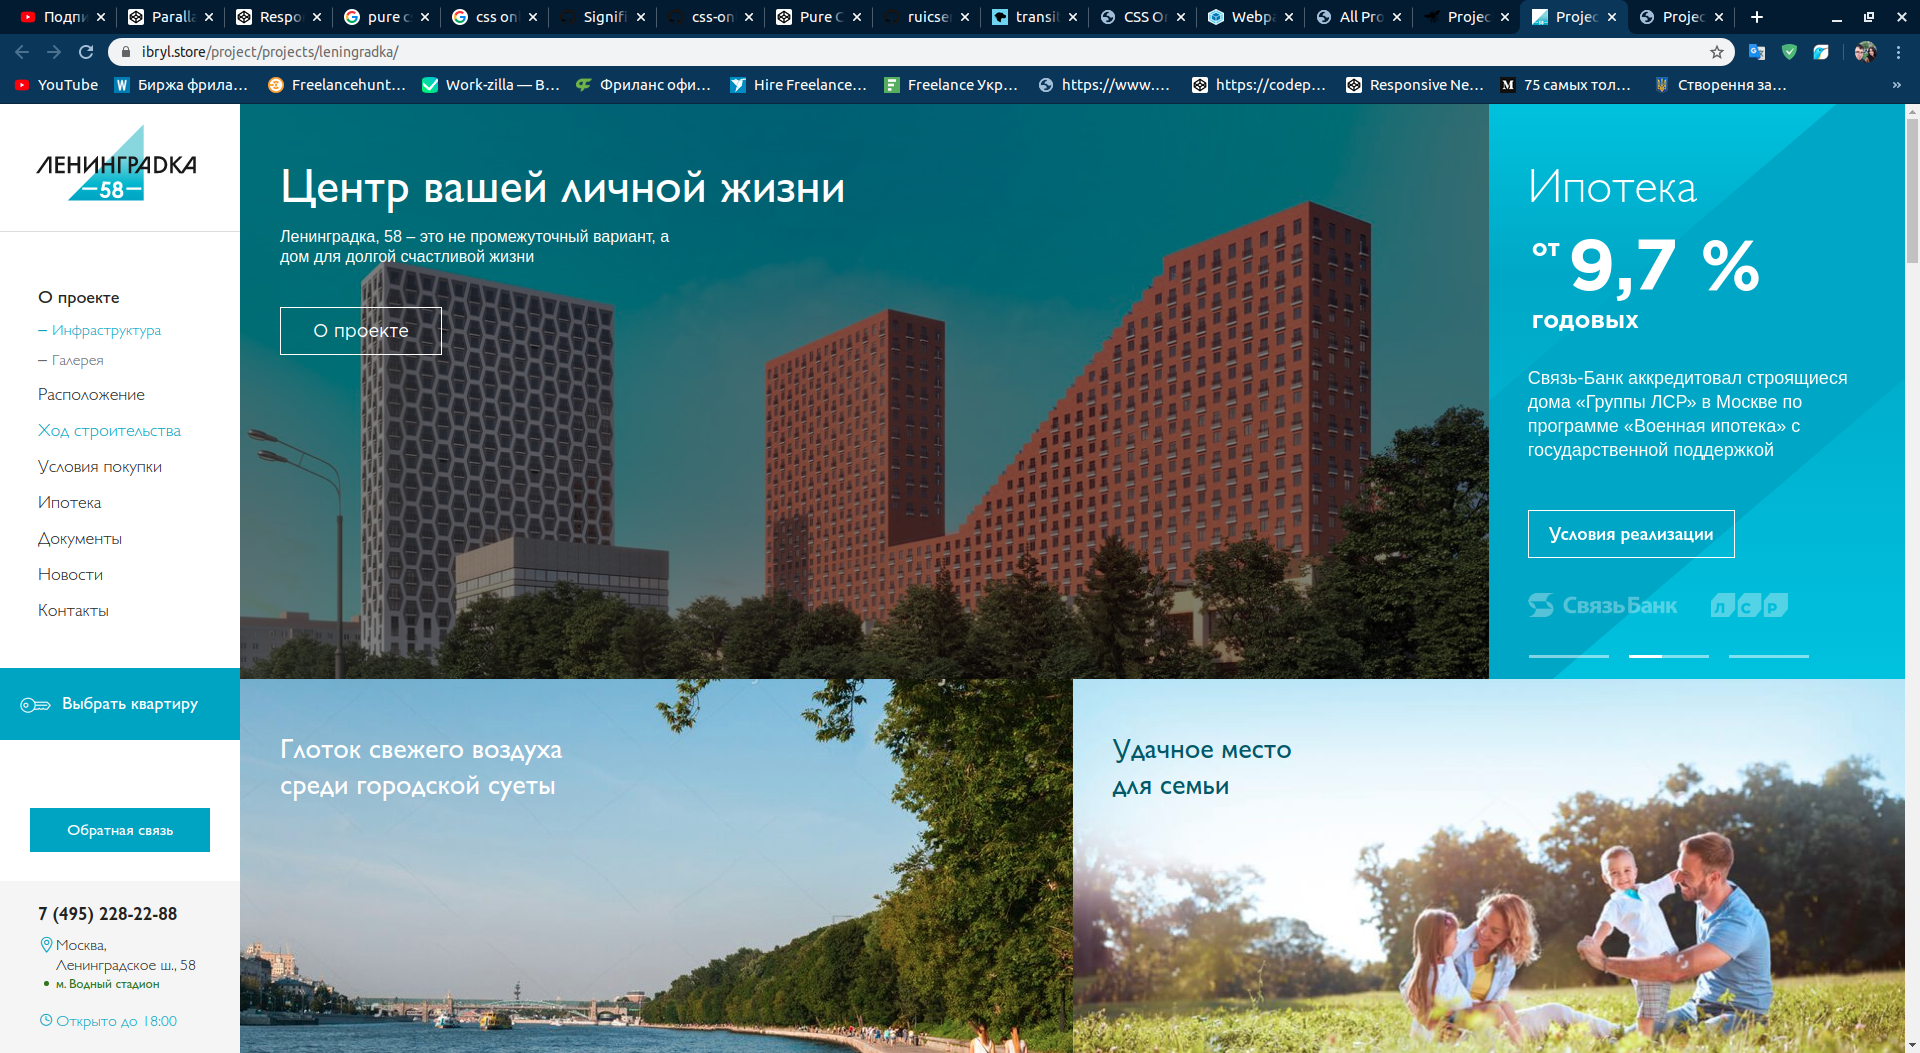 Подпи
Paralla
Respo
pure c
css onl
Signifi
css-on
Pure C
ruicse
transit
CSS O
Webpa
All Pro
Projec
Projec
Projec
ibryl.store/project/projects/leningradka/
YouTube
Биржа фрила…
Freelancehunt…
Work-zilla — В…
Фриланс офи…
Hire Freelance…
Freelance Укр…
https://www.…
https://codep…
Responsive Ne…
75 самых тол…
Створення за…
»
ЛЕНИНГРАДКА
58
О проекте
– Инфраструктура
– Галерея
Расположение
Ход строительства
Условия покупки
Ипотека
Документы
Новости
Контакты
Выбрать квартиру
Обратная связь
7 (495) 228-22-88
Москва,
Ленинградское ш., 58
м. Водный стадион
Открыто до 18:00
Центр вашей личной жизни
Ленинградка, 58 – это не промежуточный вариант, а
дом для долгой счастливой жизни
О проекте
Ипотека
от 9,7 %
годовых
Связь-Банк аккредитовал строящиеся
дома «Группы ЛСР» в Москве по
программе «Военная ипотека» с
государственной поддержкой
Условия реализации
Связь Банк
ЛСР
Глоток свежего воздуха
среди городской суеты
Удачное место
для семьи